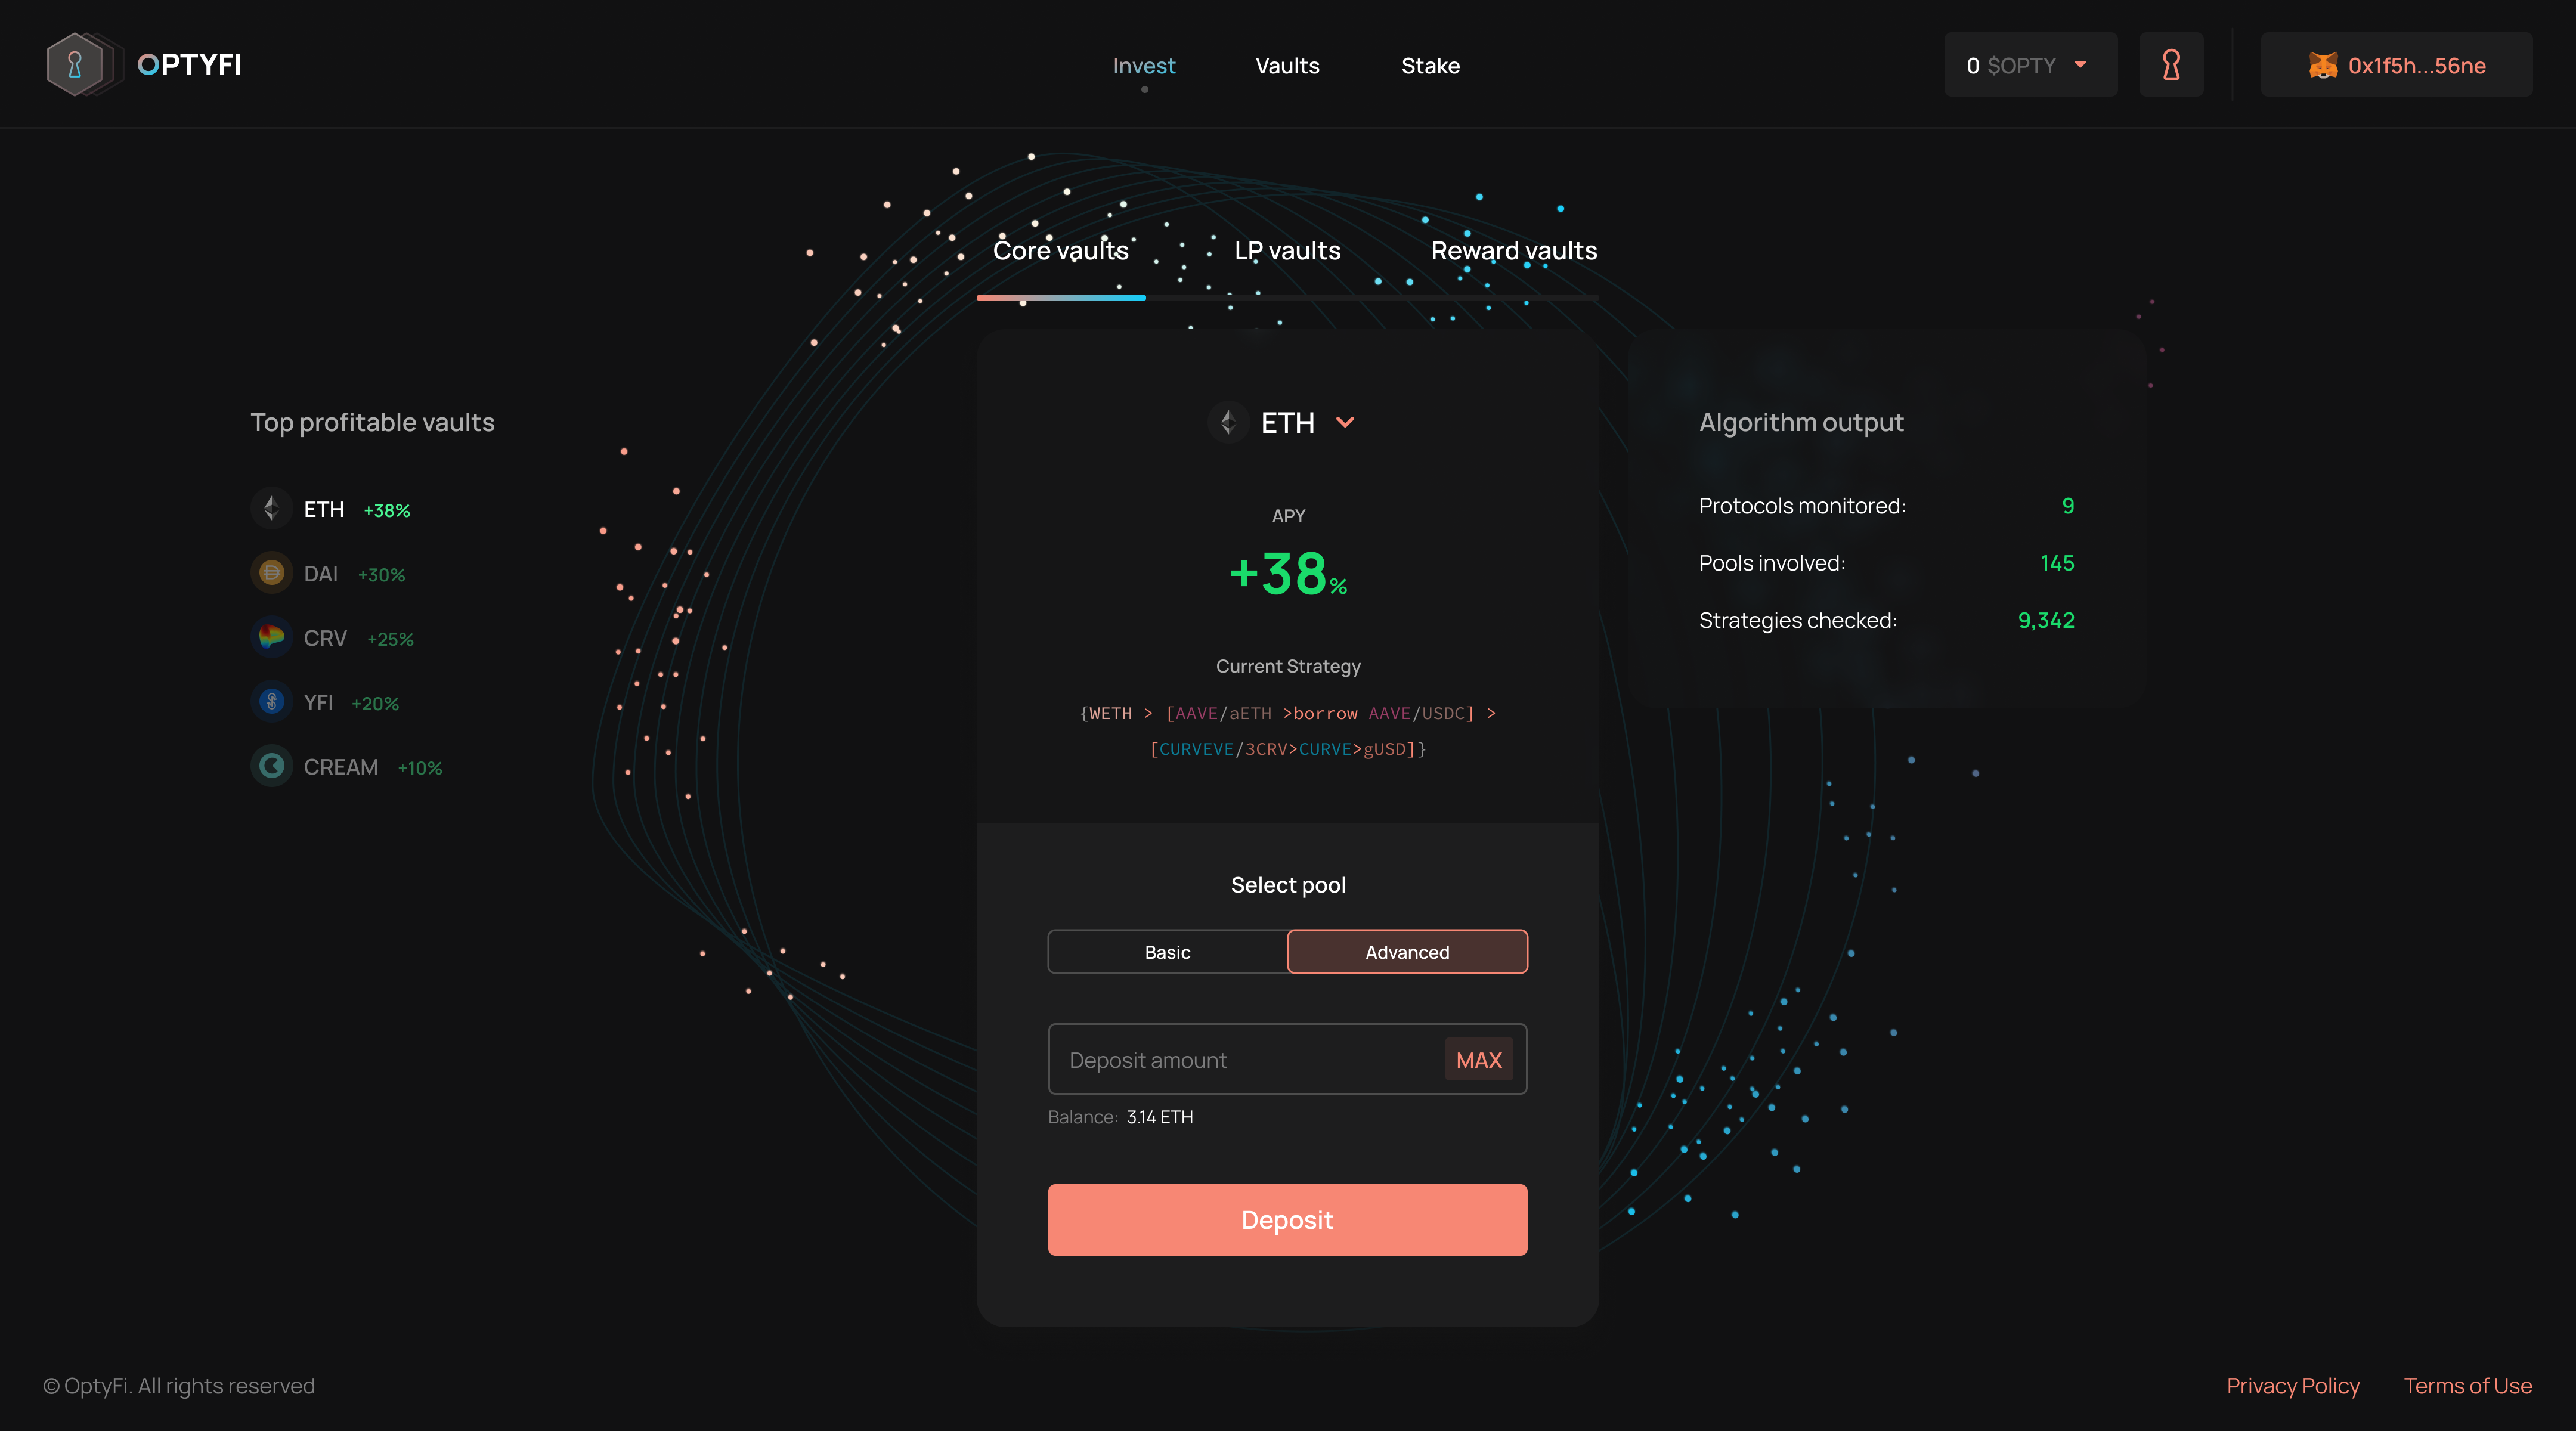 OPTYFI
Invest
Vaults
Stake
0 $OPTY
0x1f5h...56ne
Core vaults
LP vaults
Reward vaults
Top profitable vaults
ETH +38%
DAI +30%
CRV +25%
YFI +20%
CREAM +10%
ETH
APY
+38%
Current Strategy
{WETH > [AAVE/aETH >borrow AAVE/USDC] >
[CURVEVE/3CRV>CURVE>gUSD]}
Select pool
Basic
Advanced
Deposit amount
MAX
Balance: 3.14 ETH
Deposit
Algorithm output
Protocols monitored: 9
Pools involved: 145
Strategies checked: 9,342
© OptyFi. All rights reserved
Privacy Policy
Terms of Use